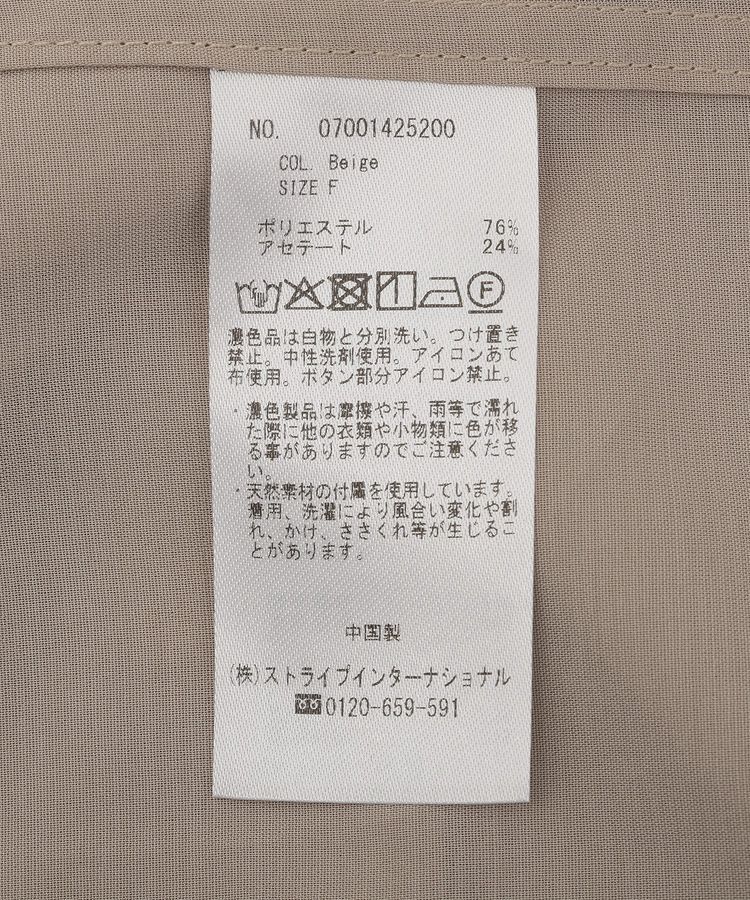 NO. 07001425200
COL. Beige
SIZE F
ポリエステル 76%
アセテート 24%
F
濃色品は白物と分別洗い。つけ置き
禁止。中性洗剤使用。アイロンあて
布使用。ボタン部分アイロン禁止。
・濃色製品は摩擦や汗、雨等で濡れ
た際に他の衣類や小物類に色が移
る事がありますのでご注意くださ
い。
・天然素材の付属を使用しています。
着用、洗濯により風合い変化や割
れ、かけ、ささくれ等が生じるこ
とがあります。
中国製
(株)ストライプインターナショナル
0120-659-591